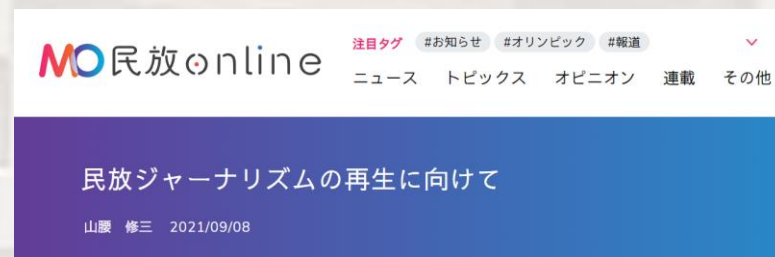 MO民放online
注目タグ #お知らせ #オリンピック #報道
ニュース トピックス オピニオン 連載 その他
民放ジャーナリズムの再生に向けて
山腰 修三 2021/09/08